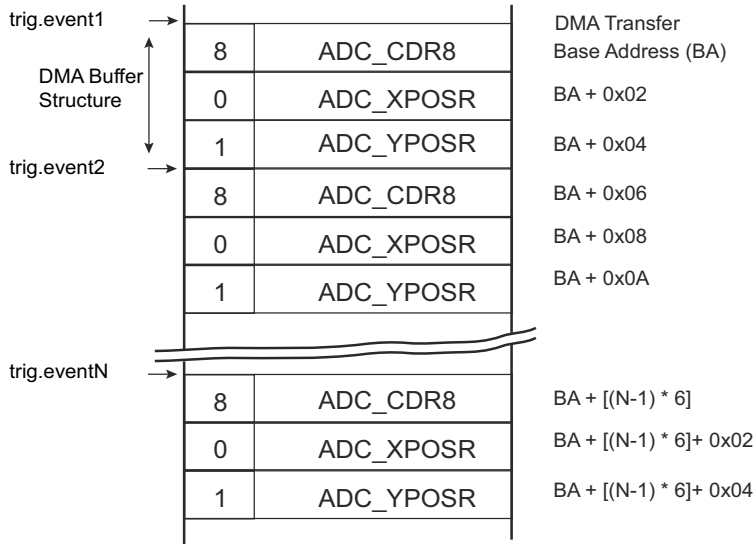 trig.event1
DMA Transfer
8 ADC_CDR8 Base Address (BA)
DMA Buffer
Structure
0 ADC_XPOSR BA + 0x02
1 ADC_YPOSR BA + 0x04
trig.event2
8 ADC_CDR8 BA + 0x06
0 ADC_XPOSR BA + 0x08
1 ADC_YPOSR BA + 0x0A
trig.eventN
8 ADC_CDR8 BA + [(N-1) * 6]
0 ADC_XPOSR BA + [(N-1) * 6]+ 0x02
1 ADC_YPOSR BA + [(N-1) * 6]+ 0x04